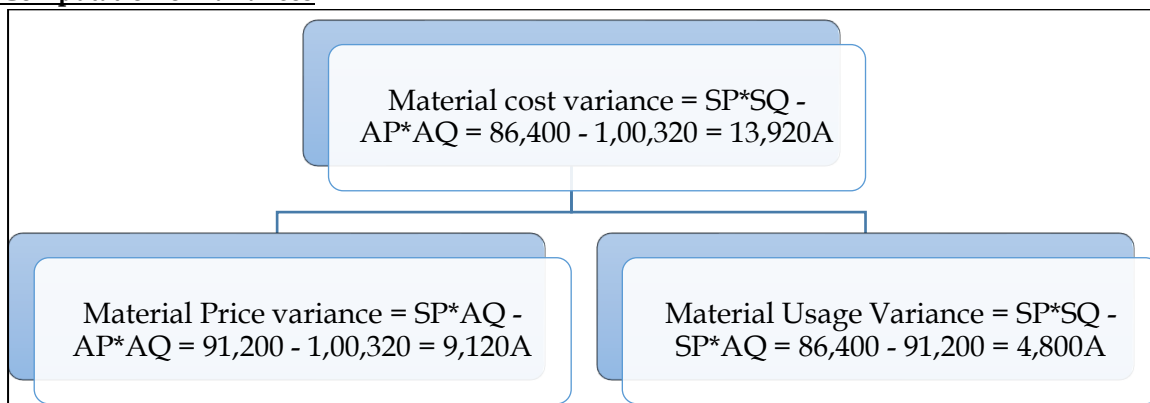 Material cost variance = SP*SQ -
AP*AQ = 86,400 - 1,00,320 = 13,920A
Material Price variance = SP*AQ -
AP*AQ = 91,200 - 1,00,320 = 9,120A
Material Usage Variance = SP*SQ -
SP*AQ = 86,400 - 91,200 = 4,800A